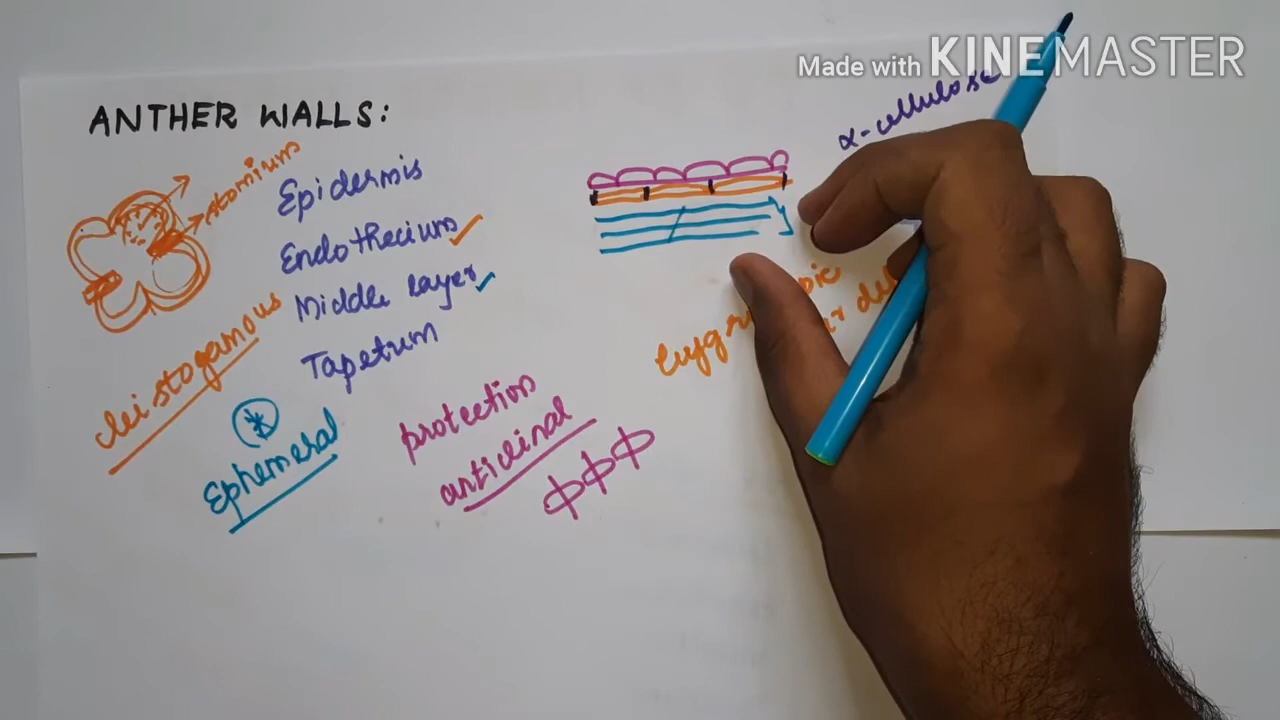 Made with KINEMASTER
ANTHER WALLS:
α-cellulose
stomium
Epidermis
Endothecium
Middle layer
Tapetum
cleistogamous
Ephemeral
protection
anticlinal